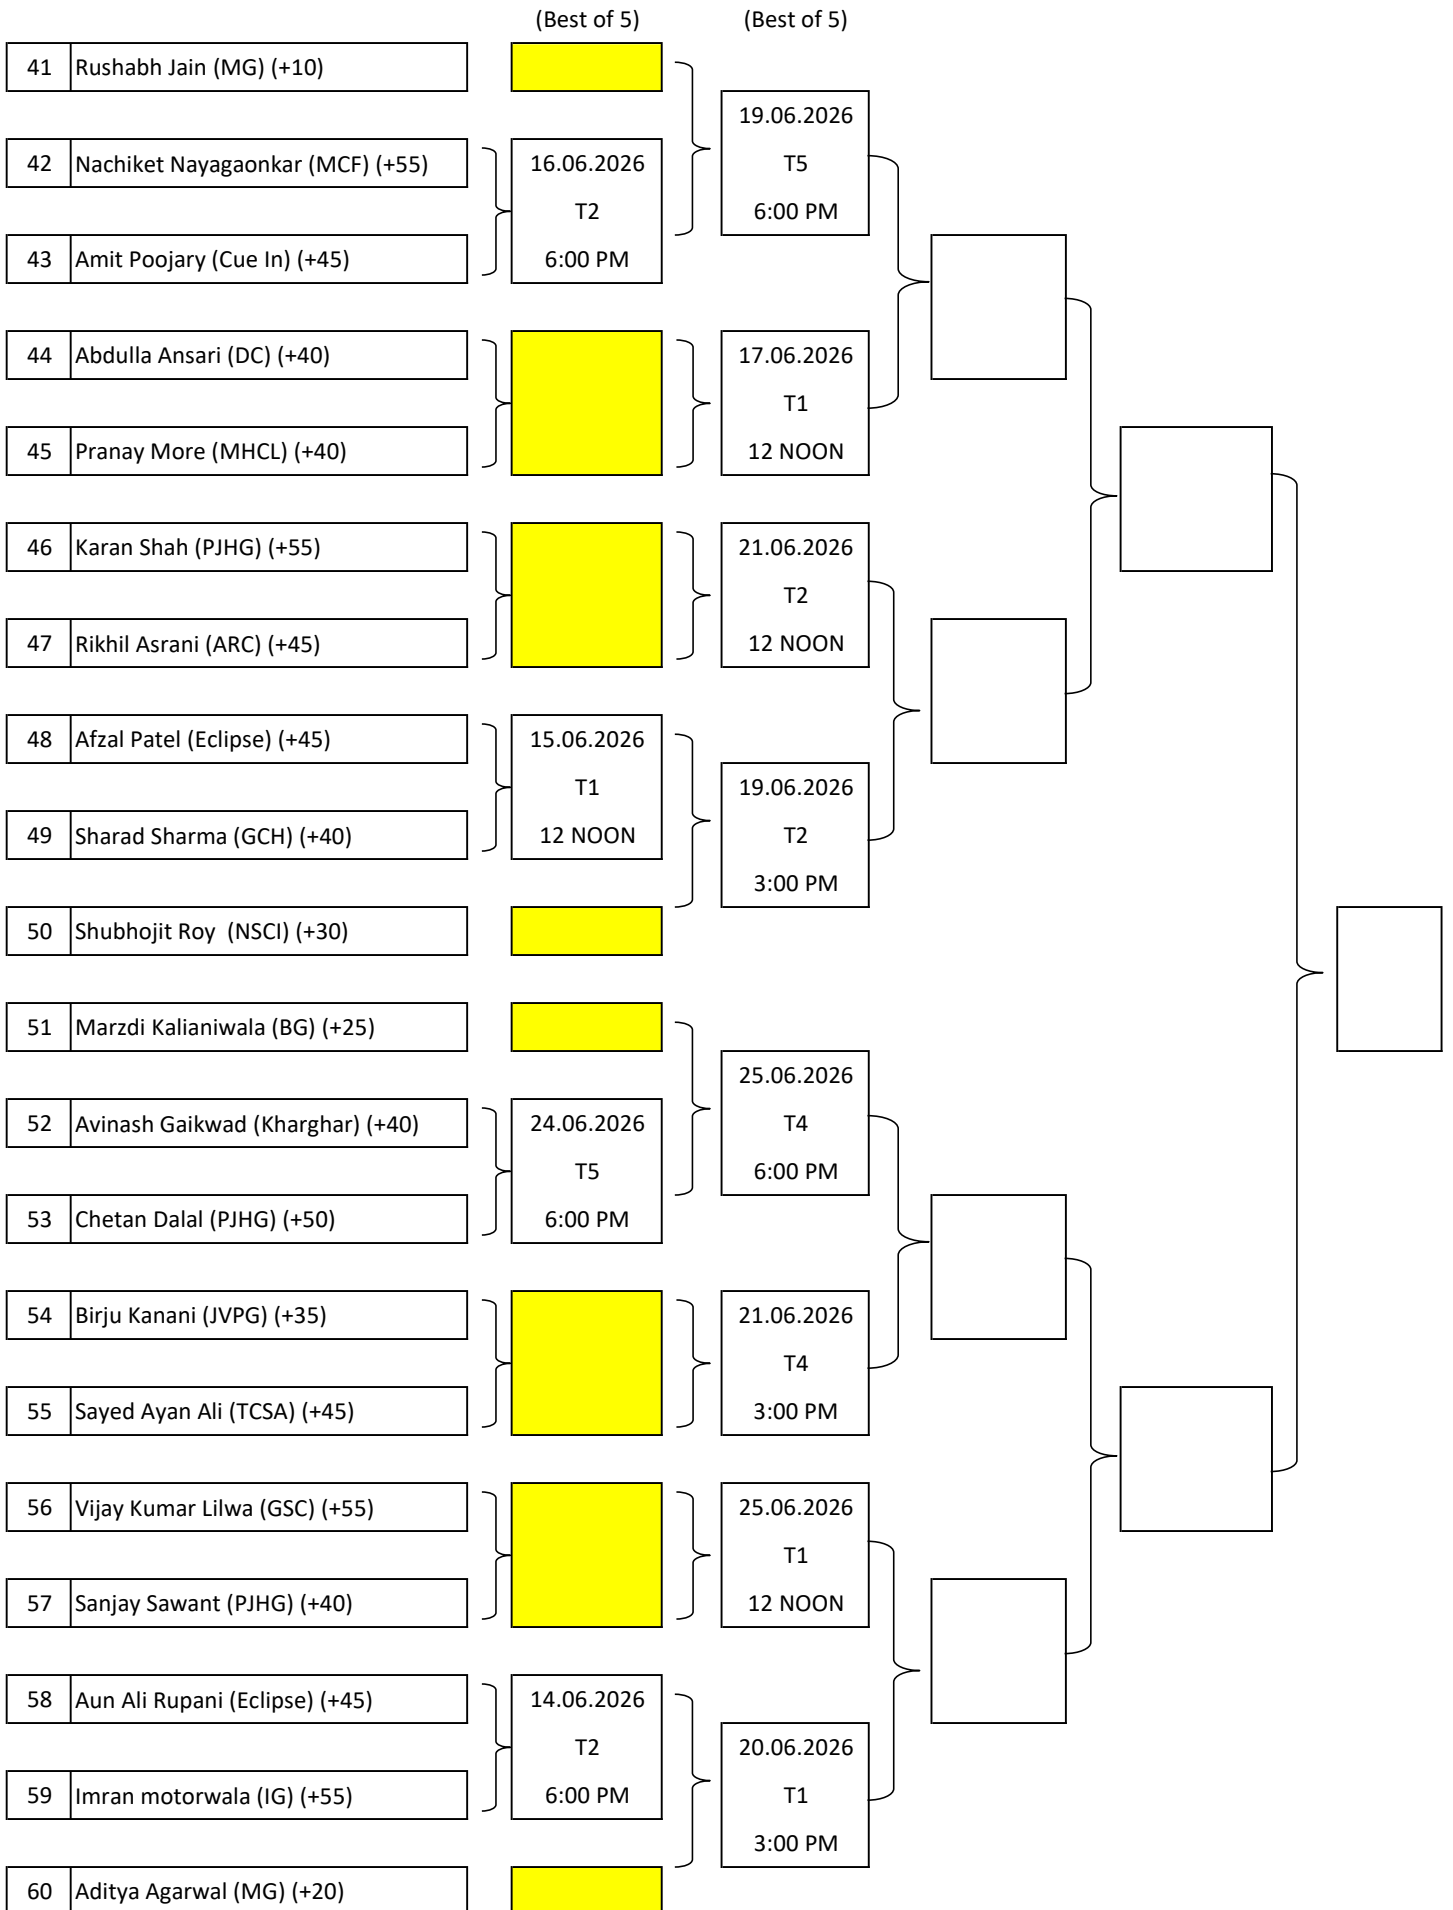 (Best of 5) (Best of 5)
41 Rushabh Jain (MG) (+10)
19.06.2026
42 Nachiket Nayagaonkar (MCF) (+55) 16.06.2026 T5
T2 6:00 PM
43 Amit Poojary (Cue In) (+45) 6:00 PM
44 Abdulla Ansari (DC) (+40) 17.06.2026
T1
45 Pranay More (MHCL) (+40) 12 NOON
46 Karan Shah (PJHG) (+55) 21.06.2026
T2
47 Rikhil Asrani (ARC) (+45) 12 NOON
48 Afzal Patel (Eclipse) (+45) 15.06.2026
T1 19.06.2026
49 Sharad Sharma (GCH) (+40) 12 NOON T2
3:00 PM
50 Shubhojit Roy (NSCI) (+30)
51 Marzdi Kalianiwala (BG) (+25)
25.06.2026
52 Avinash Gaikwad (Kharghar) (+40) 24.06.2026 T4
T5 6:00 PM
53 Chetan Dalal (PJHG) (+50) 6:00 PM
54 Birju Kanani (JVPG) (+35) 21.06.2026
T4
55 Sayed Ayan Ali (TCSA) (+45) 3:00 PM
56 Vijay Kumar Lilwa (GSC) (+55) 25.06.2026
T1
57 Sanjay Sawant (PJHG) (+40) 12 NOON
58 Aun Ali Rupani (Eclipse) (+45) 14.06.2026
T2 20.06.2026
59 Imran motorwala (IG) (+55) 6:00 PM T1
3:00 PM
60 Aditya Agarwal (MG) (+20)